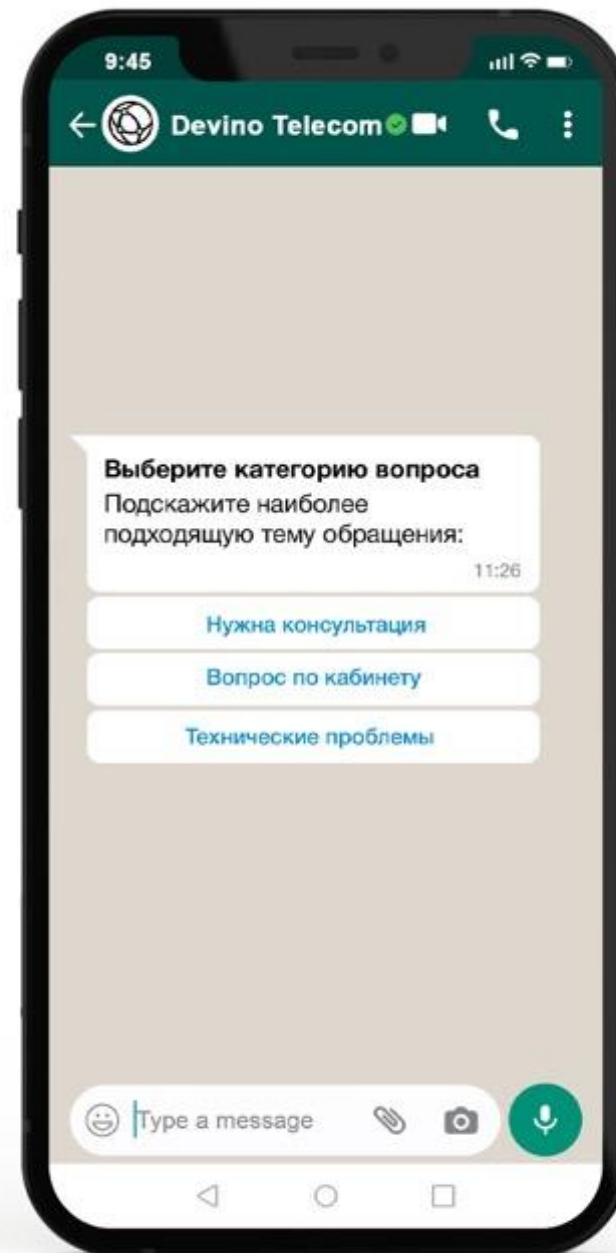 9:45
Devino Telecom
Выберите категорию вопроса
Подскажите наиболее
подходящую тему обращения:
11:26
Нужна консультация
Вопрос по кабинету
Технические проблемы
Type a message